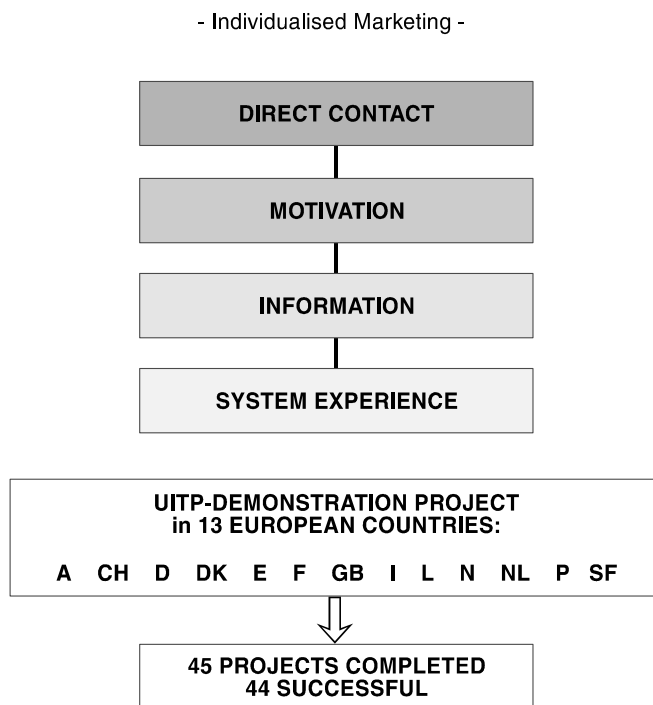 - Individualised Marketing -
DIRECT CONTACT
MOTIVATION
INFORMATION
SYSTEM EXPERIENCE
UITP-DEMONSTRATION PROJECT
in 13 EUROPEAN COUNTRIES:
A CH D DK E F GB I L N NL P SF
45 PROJECTS COMPLETED
44 SUCCESSFUL